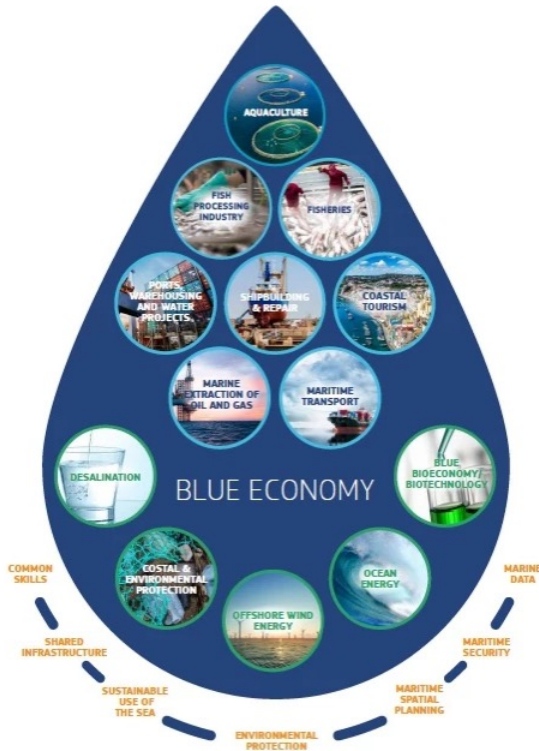 AQUACULTURE
FISH
PROCESSING
INDUSTRY
FISHERIES
PORTS,
WAREHOUSING
AND WATER
PROJECTS
SHIPBUILDING
& REPAIR
COASTAL
TOURISM
MARINE
EXTRACTION OF
OIL AND GAS
MARITIME
TRANSPORT
DESALINATION
BLUE ECONOMY
BLUE
BIOECONOMY/
BIOTECHNOLOGY
COSTAL &
ENVIRONMENTAL
PROTECTION
OFFSHORE WIND
ENERGY
OCEAN
ENERGY
COMMON
SKILLS
SHARED
INFRASTRUCTURE
SUSTAINABLE
USE OF
THE SEA
ENVIRONMENTAL
PROTECTION
MARITIME
SPATIAL
PLANNING
MARITIME
SECURITY
MARINE
DATA